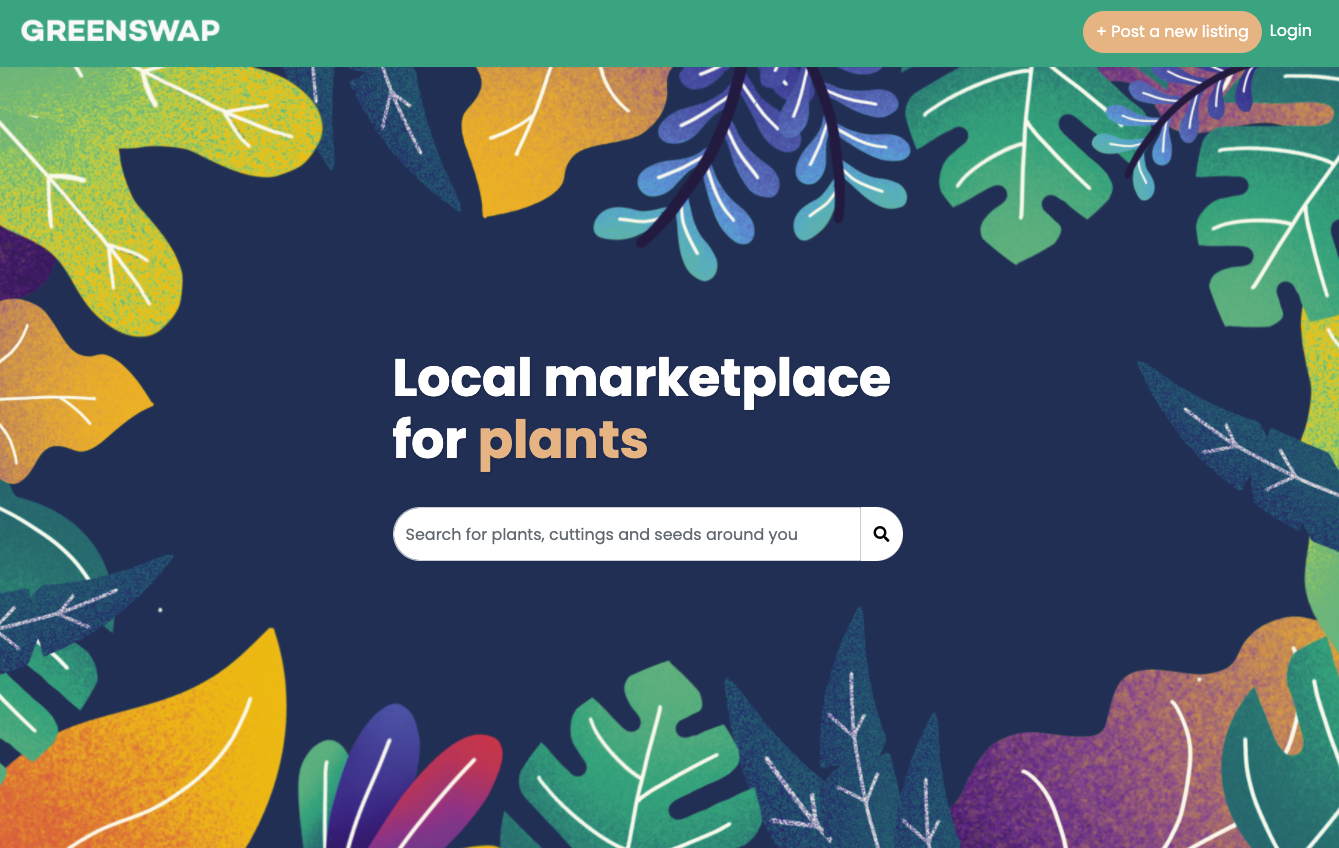 GREENSWAP
+ Post a new listing
Login
Local marketplace
for plants
Search for plants, cuttings and seeds around you